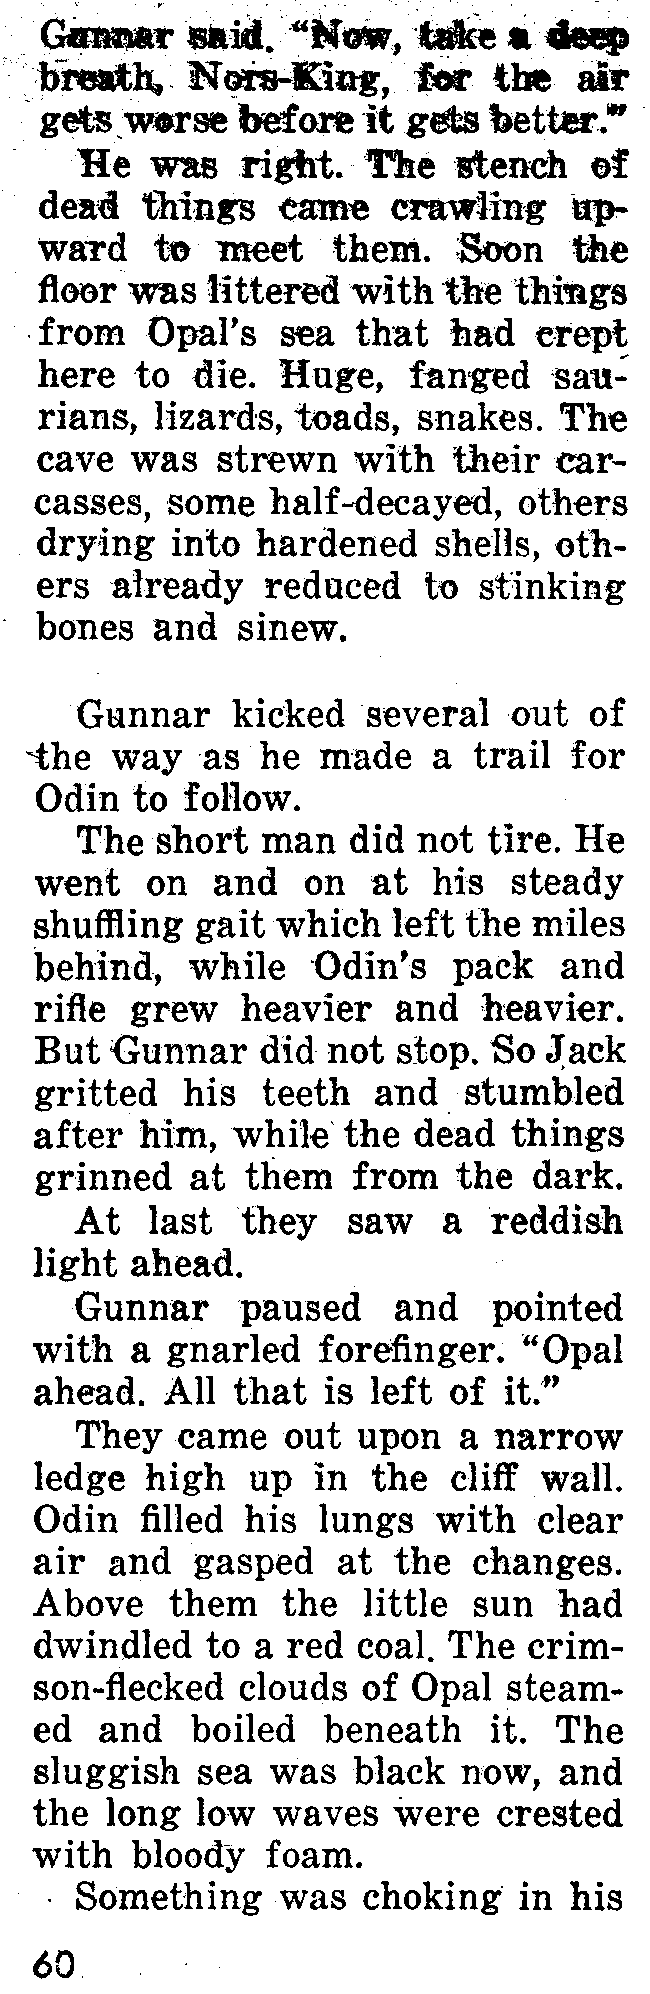 Gunnar said. “Now, take a deep
breath, Nors-King, for the air
gets worse before it gets better.”
He was right. The stench of
dead things came crawling up-
ward to meet them. Soon the
floor was littered with the things
from Opal's sea that had crept
here to die. Huge, fanged sau-
rians, lizards, toads, snakes. The
cave was strewn with their car-
casses, some half-decayed, others
drying into hardened shells, oth-
ers already reduced to stinking
bones and sinew.
Gunnar kicked several out of
the way as he made a trail for
Odin to follow.
The short man did not tire. He
went on and on at his steady
shuffling gait which left the miles
behind, while Odin's pack and
rifle grew heavier and heavier.
But Gunnar did not stop. So Jack
gritted his teeth and stumbled
after him, while the dead things
grinned at them from the dark.
At last they saw a reddish
light ahead.
Gunnar paused and pointed
with a gnarled forefinger. “Opal
ahead. All that is left of it.”
They came out upon a narrow
ledge high up in the cliff wall.
Odin filled his lungs with clear
air and gasped at the changes.
Above them the little sun had
dwindled to a red coal. The crim-
son-flecked clouds of Opal steam-
ed and boiled beneath it. The
sluggish sea was black now, and
the long low waves were crested
with bloody foam.
Something was choking in his
60